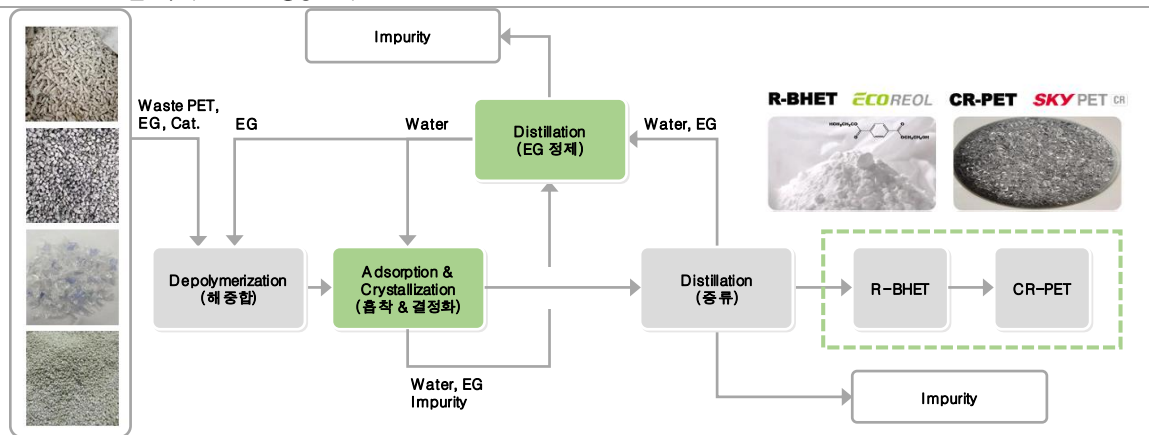 Impurity
Waste PET,
EG, Cat.
EG
Water
Distillation
(EG 정제)
Water, EG
R-BHET ECOREOL CR-PET SKY PET CR
Depolymerization
(해중합)
Adsorption &
Crystallization
(흡착 & 결정화)
Distillation
(증류)
R-BHET
CR-PET
Water, EG
Impurity
Impurity